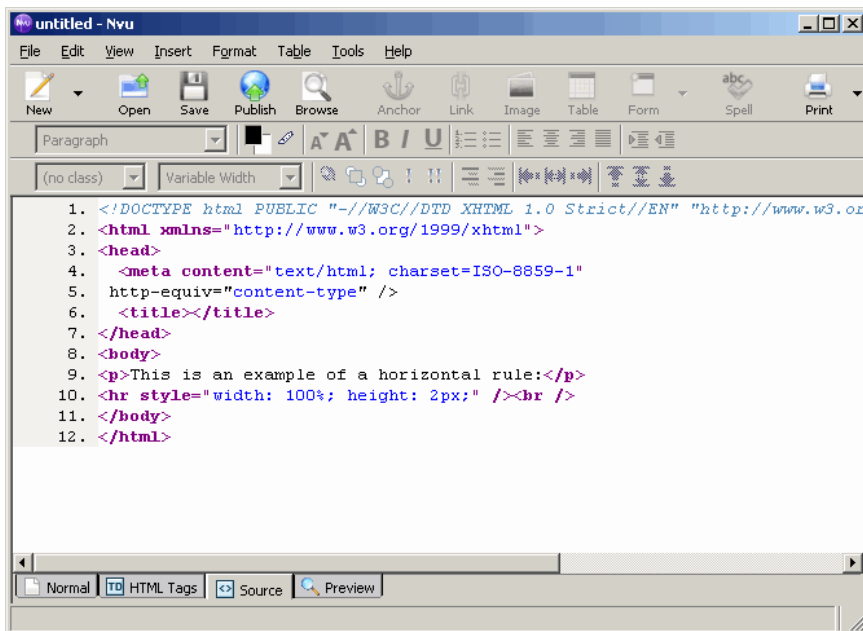 untitled - Nvu
File Edit View Insert Format Table Tools Help
New Open Save Publish Browse Anchor Link Image Table Form Spell Print
Paragraph
(no class) Variable Width
1. <!DOCTYPE html PUBLIC "-//W3C//DTD XHTML 1.0 Strict//EN" "http://www.w3.or
2. <html xmlns="http://www.w3.org/1999/xhtml">
3. <head>
4. <meta content="text/html; charset=ISO-8859-1"
5. http-equiv="content-type" />
6. <title></title>
7. </head>
8. <body>
9. <p>This is an example of a horizontal rule:</p>
10. <hr style="width: 100%; height: 2px;" /><br />
11. </body>
12. </html>
Normal HTML Tags Source Preview